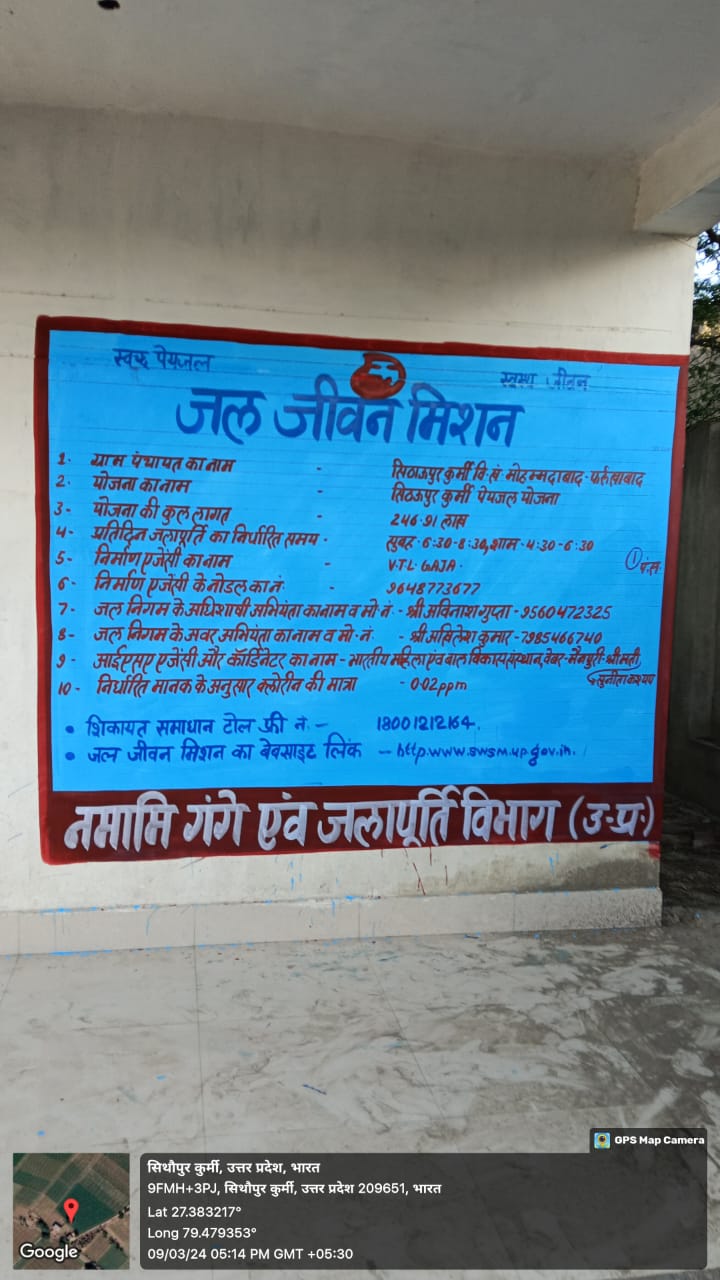 स्वच्छ पेयजल
स्वस्थ जीवन
जल जीवन मिशन
1- ग्राम पंचायत का नाम - सिठाऊपुर कुर्मी वि॰सं॰ मोहम्मदाबाद - फर्रुखाबाद
2- योजना का नाम - सिठऊपुर कुर्मी पेयजल योजना
3- योजना की कुल लागत - 246.91 लाख
4- प्रतिदिन जलापूर्ति का निर्धारित समय - सुबह - 6:30-8:30, शाम - 4:30-6:30
5- निर्माण एजेंसी का नाम - V.T.L. GAJA.
6- निर्माण एजेंसी के नोडल का नं - 9648773677
7- जल निगम के अधिशाषी अभियंता का नाम व मो॰ नं॰ - श्री अविनाश गुप्ता - 9560472325
8- जल निगम के अवर अभियंता का नाम व मो॰ नं॰ - श्री अखिलेश कुमार - 7985466740
9- आईएसए एजेंसी और कॉर्डिनेटर का नाम - भारतीय महिला एवं बाल विकास संस्थान, वेवर - मैनपुरी - श्रीमती सुनीता कश्यप
10- निर्धारित मानक के अनुसार क्लोरीन की मात्रा - 0.02 ppm
• शिकायत समाधान टोल फ्री नं॰ - 18001212164.
• जल जीवन मिशन का बेवसाइट लिंक - http.www.swsm.up.gov.in.
नमामि गंगे एंव जलापूर्ति विभाग (उ॰प्र॰)
GPS Map Camera
सिथौपुर कुर्मी, उत्तर प्रदेश, भारत
9FMH+3PJ, सिथौपुर कुर्मी, उत्तर प्रदेश 209651, भारत
Lat 27.383217°
Long 79.479353°
09/03/24 05:14 PM GMT +05:30
Google